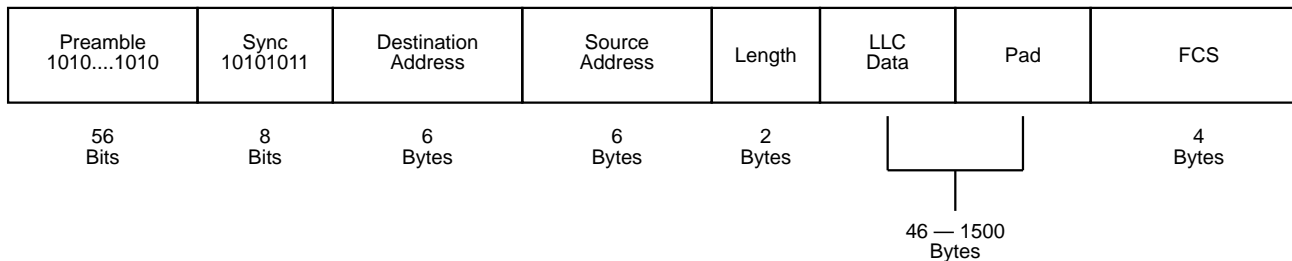 Preamble
1010....1010
Sync
10101011
Destination
Address
Source
Address
Length
LLC
Data
Pad
FCS
56
Bits
8
Bits
6
Bytes
6
Bytes
2
Bytes
4
Bytes
46 — 1500
Bytes